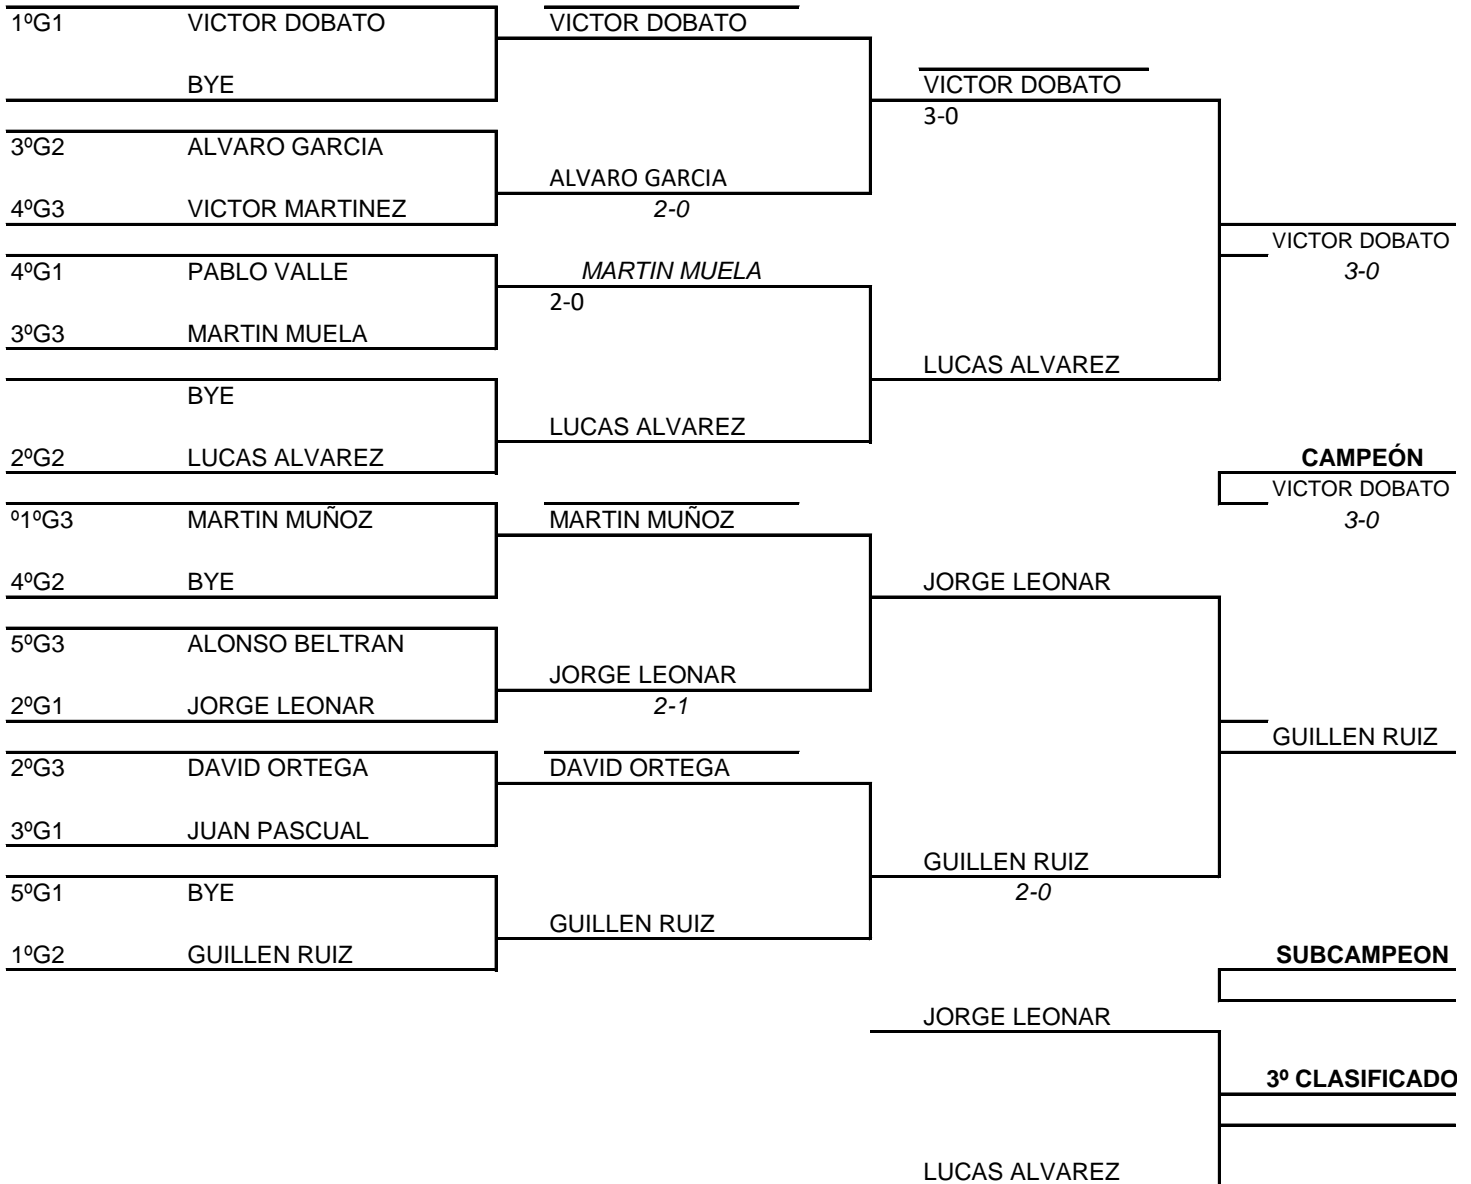 1ºG1 VICTOR DOBATO VICTOR DOBATO
BYE VICTOR DOBATO
3-0
3ºG2 ALVARO GARCIA
ALVARO GARCIA
4ºG3 VICTOR MARTINEZ 2-0
VICTOR DOBATO
4ºG1 PABLO VALLE MARTIN MUELA 3-0
2-0
3ºG3 MARTIN MUELA
LUCAS ALVAREZ
BYE
LUCAS ALVAREZ
2ºG2 LUCAS ALVAREZ CAMPEÓN
VICTOR DOBATO
º1ºG3 MARTIN MUÑOZ MARTIN MUÑOZ 3-0
4ºG2 BYE JORGE LEONAR
5ºG3 ALONSO BELTRAN
JORGE LEONAR
2ºG1 JORGE LEONAR 2-1
GUILLEN RUIZ
2ºG3 DAVID ORTEGA DAVID ORTEGA
3ºG1 JUAN PASCUAL
GUILLEN RUIZ
5ºG1 BYE 2-0
GUILLEN RUIZ
1ºG2 GUILLEN RUIZ SUBCAMPEON
JORGE LEONAR
3º CLASIFICADO
LUCAS ALVAREZ